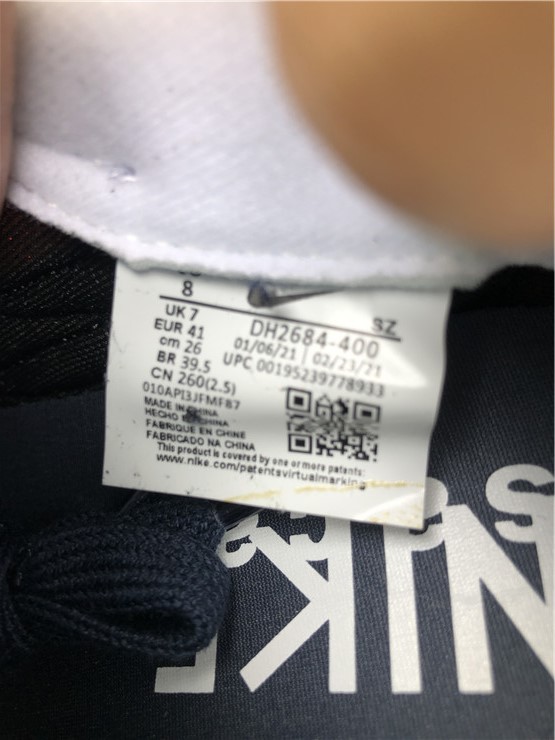 8
UK 7
EUR 41
cm 26
BR 39.5
CN 260(2.5)
010API3JFMF87
SZ
DH2684-400
01/06/21 | 02/23/21
UPC 00195239778933
MADE IN CHINA
HECHO EN CHINA
FABRIQUE EN CHINE
FABRICADO NA CHINA
This product is covered by one or more patents:
www.nike.com/patentsvirtualmarking
NIKE